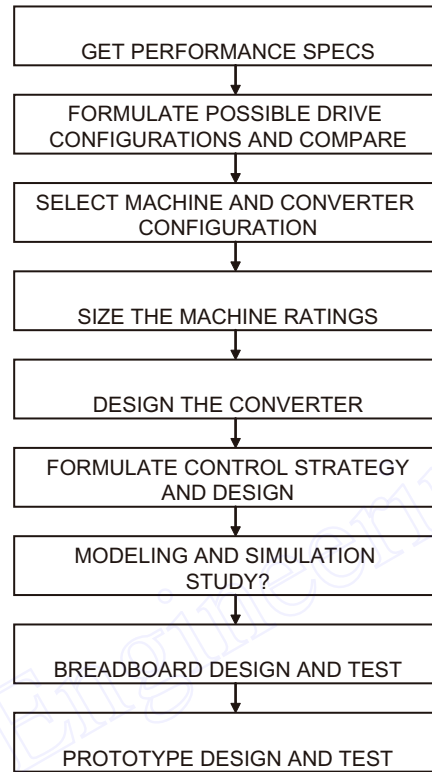 GET PERFORMANCE SPECS
FORMULATE POSSIBLE DRIVE
CONFIGURATIONS AND COMPARE
SELECT MACHINE AND CONVERTER
CONFIGURATION
SIZE THE MACHINE RATINGS
DESIGN THE CONVERTER
FORMULATE CONTROL STRATEGY
AND DESIGN
MODELING AND SIMULATION
STUDY?
BREADBOARD DESIGN AND TEST
PROTOTYPE DESIGN AND TEST